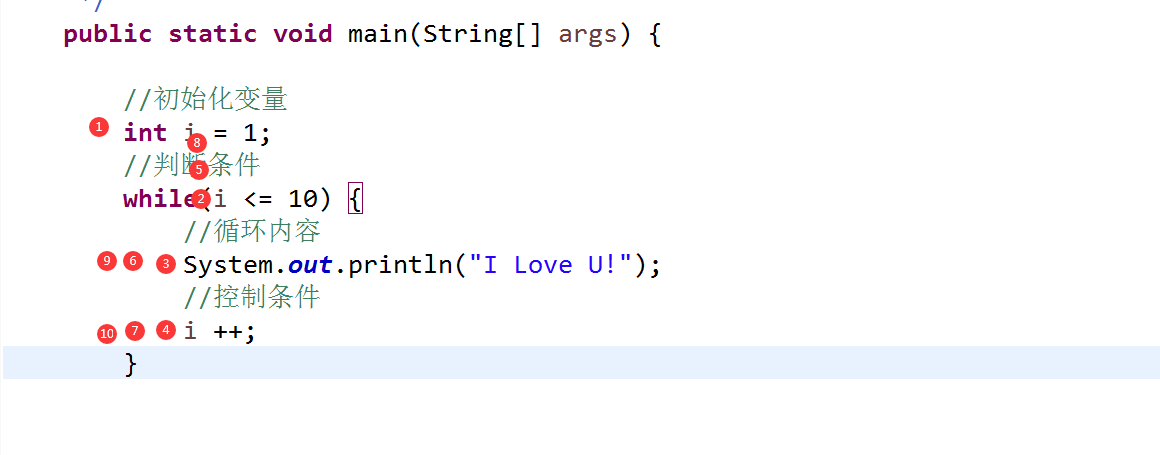 */
public static void main(String[] args) {
//初始化变量
1 int i = 1;
8
//判断条件
5
while(i <= 10) {
2
//循环内容
9 6 3 System.out.println("I Love U!");
//控制条件
10 7 4 i ++;
}